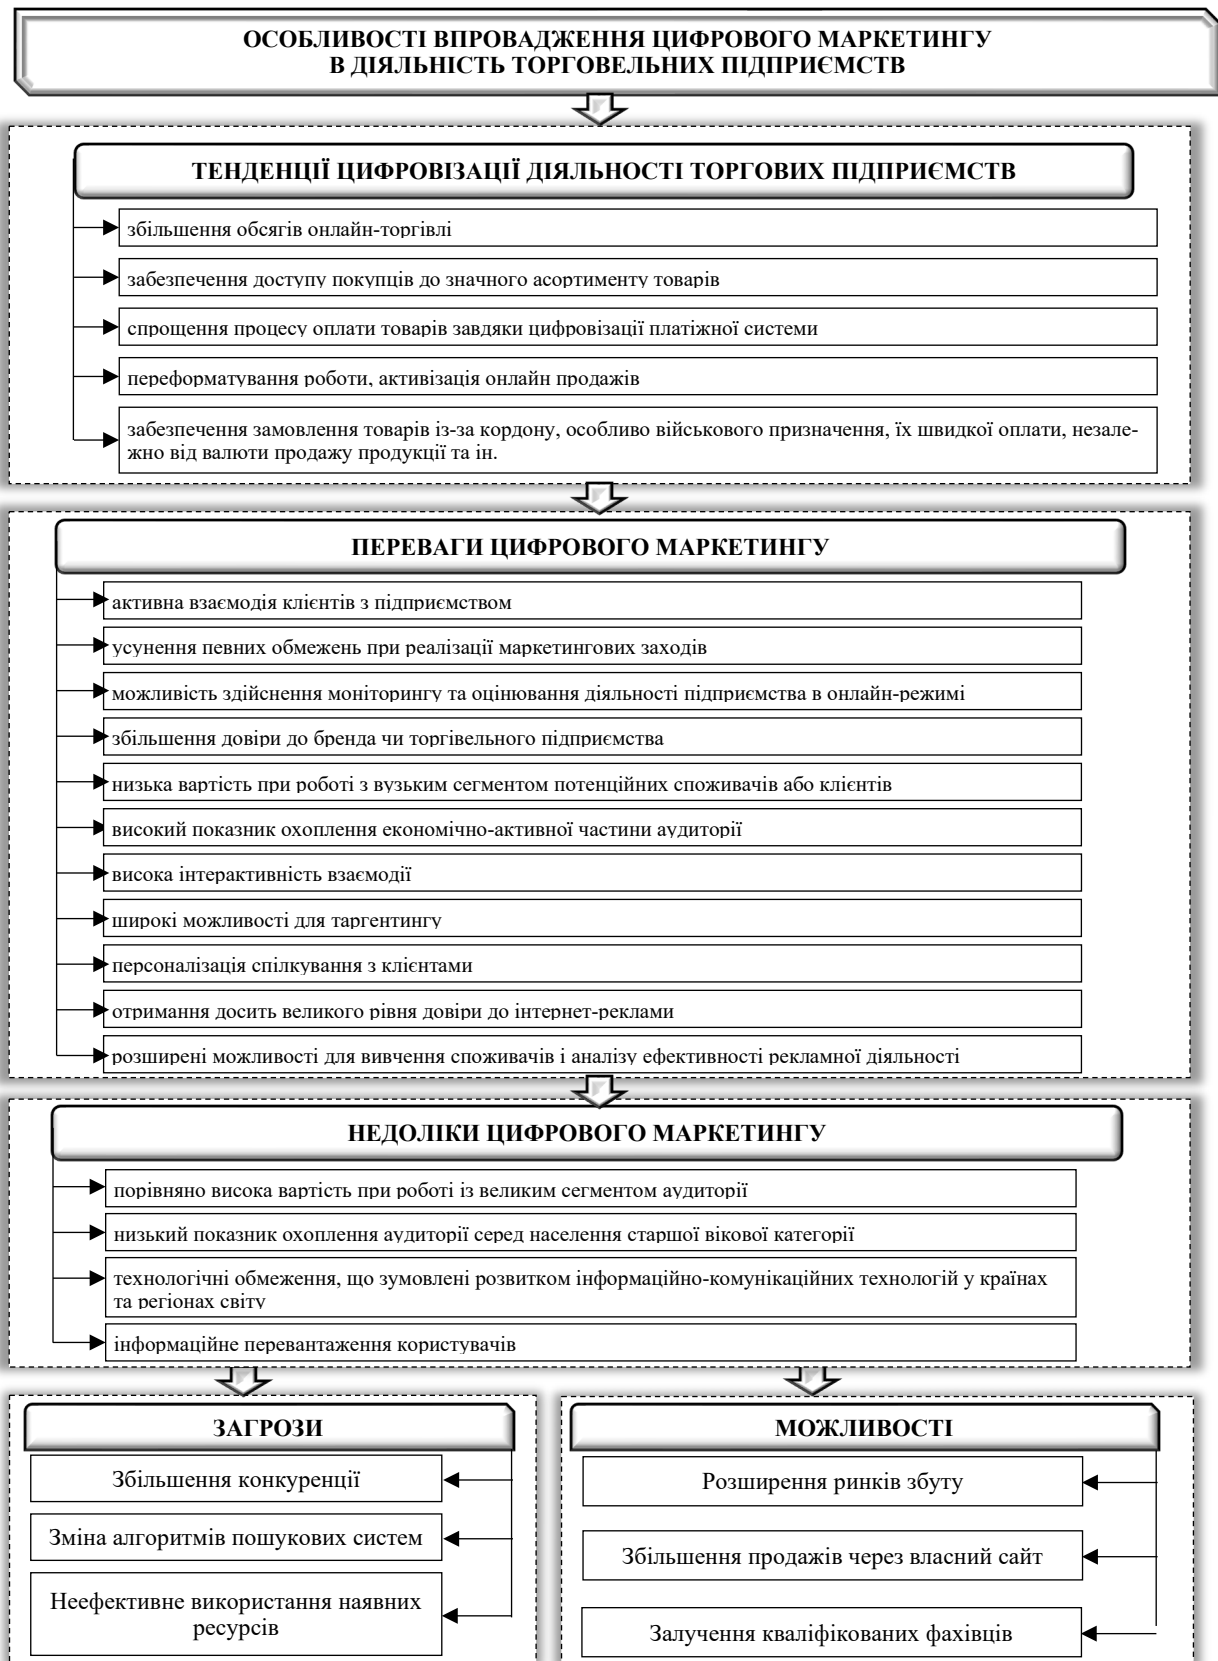 ОСОБЛИВОСТІ ВПРОВАДЖЕННЯ ЦИФРОВОГО МАРКЕТИНГУ
В ДІЯЛЬНІСТЬ ТОРГОВЕЛЬНИХ ПІДПРИЄМСТВ
ТЕНДЕНЦІЇ ЦИФРОВІЗАЦІЇ ДІЯЛЬНОСТІ ТОРГОВИХ ПІДПРИЄМСТВ
збільшення обсягів онлайн-торгівлі
забезпечення доступу покупців до значного асортименту товарів
спрощення процесу оплати товарів завдяки цифровізації платіжної системи
переформатування роботи, активізація онлайн продажів
забезпечення замовлення товарів із-за кордону, особливо військового призначення, їх швидкої оплати, незале-
жно від валюти продажу продукції та ін.
ПЕРЕВАГИ ЦИФРОВОГО МАРКЕТИНГУ
активна взаємодія клієнтів з підприємством
усунення певних обмежень при реалізації маркетингових заходів
можливість здійснення моніторингу та оцінювання діяльності підприємства в онлайн-режимі
збільшення довіри до бренда чи торгівельного підприємства
низька вартість при роботі з вузьким сегментом потенційних споживачів або клієнтів
високий показник охоплення економічно-активної частини аудиторії
висока інтерактивність взаємодії
широкі можливості для таргентингу
персоналізація спілкування з клієнтами
отримання досить великого рівня довіри до інтернет-реклами
розширені можливості для вивчення споживачів і аналізу ефективності рекламної діяльності
НЕДОЛІКИ ЦИФРОВОГО МАРКЕТИНГУ
порівняно висока вартість при роботі із великим сегментом аудиторії
низький показник охоплення аудиторії серед населення старшої вікової категорії
технологічні обмеження, що зумовлені розвитком інформаційно-комунікаційних технологій у країнах
та регіонах світу
інформаційне перевантаження користувачів
ЗАГРОЗИ
Збільшення конкуренції
Зміна алгоритмів пошукових систем
Неефективне використання наявних
ресурсів
МОЖЛИВОСТІ
Розширення ринків збуту
Збільшення продажів через власний сайт
Залучення кваліфікованих фахівців